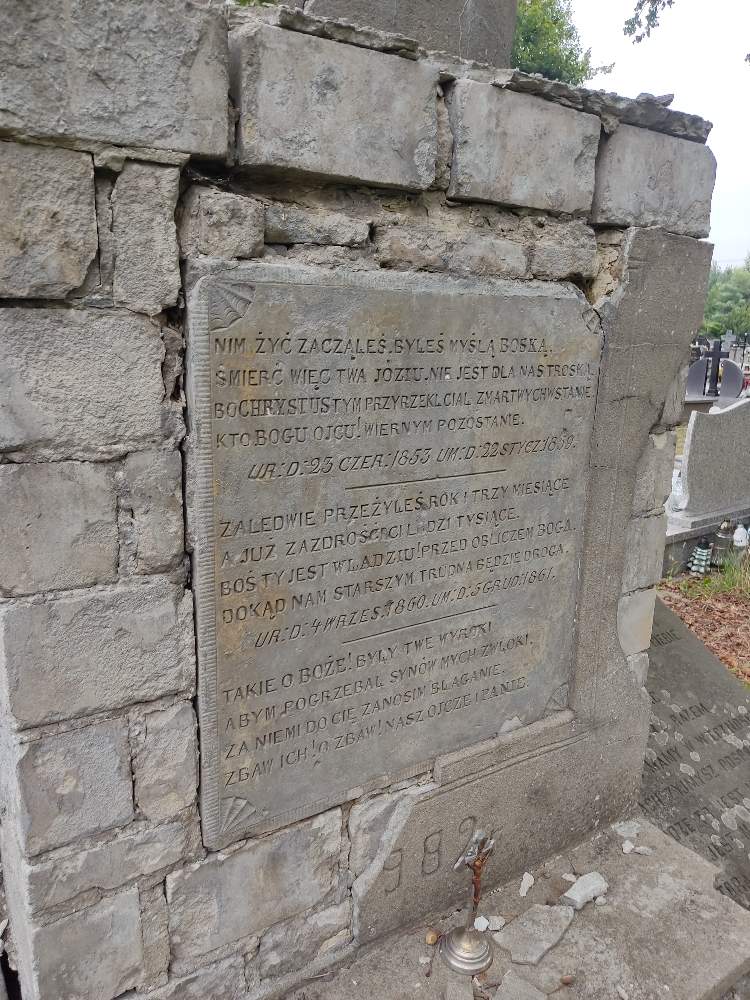 NIM ŻYĆ ZACZĄŁEŚ, BYŁEŚ MYŚLĄ BOSKĄ.
ŚMIERĆ WIĘC TWA JÓZIU. NIE JEST DLA NAS TROSKĄ,
BO CHRYSTUS TYM PRZYRZEKŁ CIAŁ ZMARTWYCHWSTANIE.
KTO BOGU OJCU! WIERNYM POZOSTANIE.
UR: D: 23 CZER: 1853 UM: D: 22 STYCZ: 1859.
ZALEDWIE PRZEŻYŁEŚ ROK I TRZY MIESIĄCE
A JUŻ ZAZDROŚCI CI LUDZI TYSIĄCE.
BOŚ TY JEST WŁADZIU! PRZED OBLICZEM BOGA.
DOKĄD NAM STARSZYM TRUDNA BĘDZIE DROGA.
UR: D: 4 WRZES: 1860. UM: D: 5 GRUD: 1861.
TAKIE O BOŻE! BYŁY TWE WYROKI
ABYM POGRZEBAŁ SYNÓW MYCH ZWŁOKI.
ZA NIEMI DO CIĘ ZANOSIM BŁAGANIE.
ZBAW ICH! O ZBAW! NASZ OJCZE I PANIE.
982